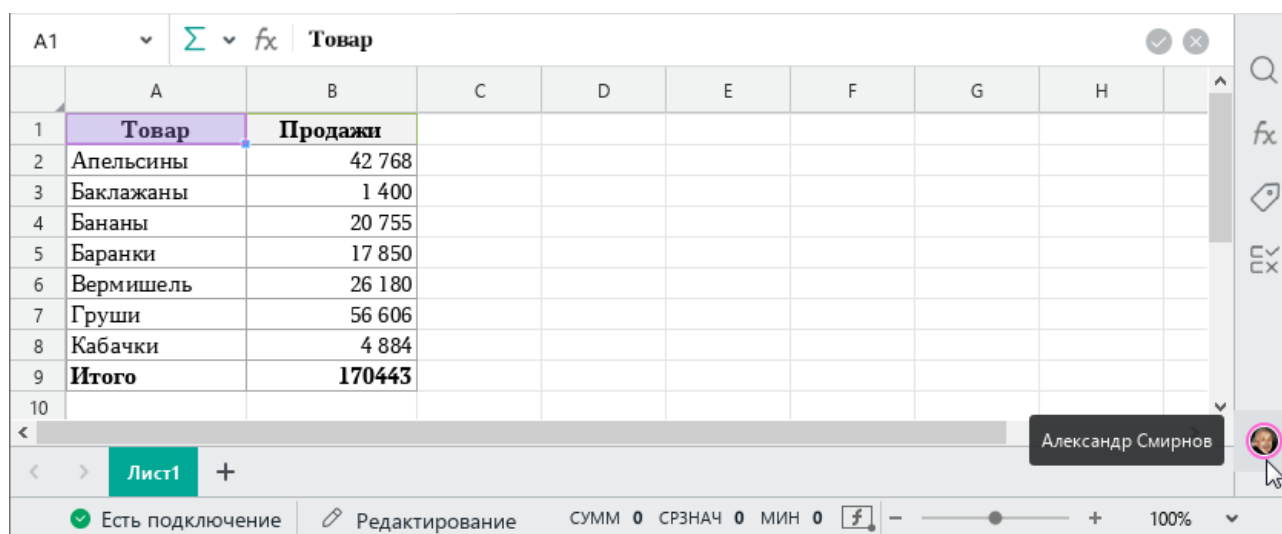 A1 fx Товар
A B C D E F G H
1 Товар Продажи
2 Апельсины 42 768
3 Баклажаны 1 400
4 Бананы 20 755
5 Баранки 17 850
6 Вермишель 26 180
7 Груши 56 606
8 Кабачки 4 884
9 Итого 170443
10
Александр Смирнов
Лист1 +
Есть подключение Редактирование СУММ 0 СРЗНАЧ 0 МИН 0 f − + 100%
fx